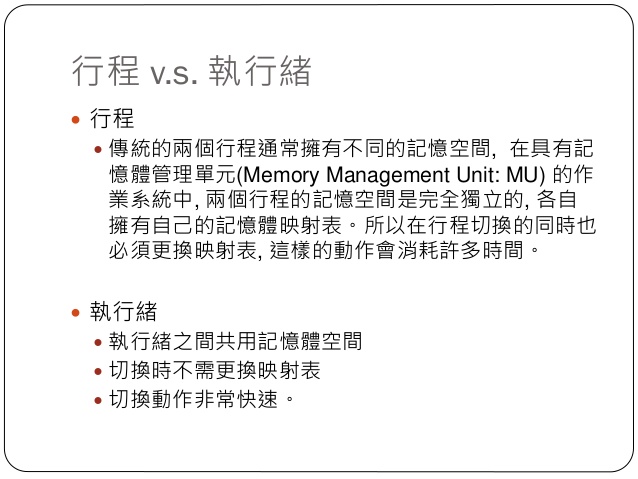 行程 v.s. 執行緒
• 行程
• 傳統的兩個行程通常擁有不同的記憶空間, 在具有記
憶體管理單元(Memory Management Unit: MU) 的作
業系統中, 兩個行程的記憶空間是完全獨立的, 各自
擁有自己的記憶體映射表。所以在行程切換的同時也
必須更換映射表, 這樣的動作會消耗許多時間。
• 執行緒
• 執行緒之間共用記憶體空間
• 切換時不需更換映射表
• 切換動作非常快速。